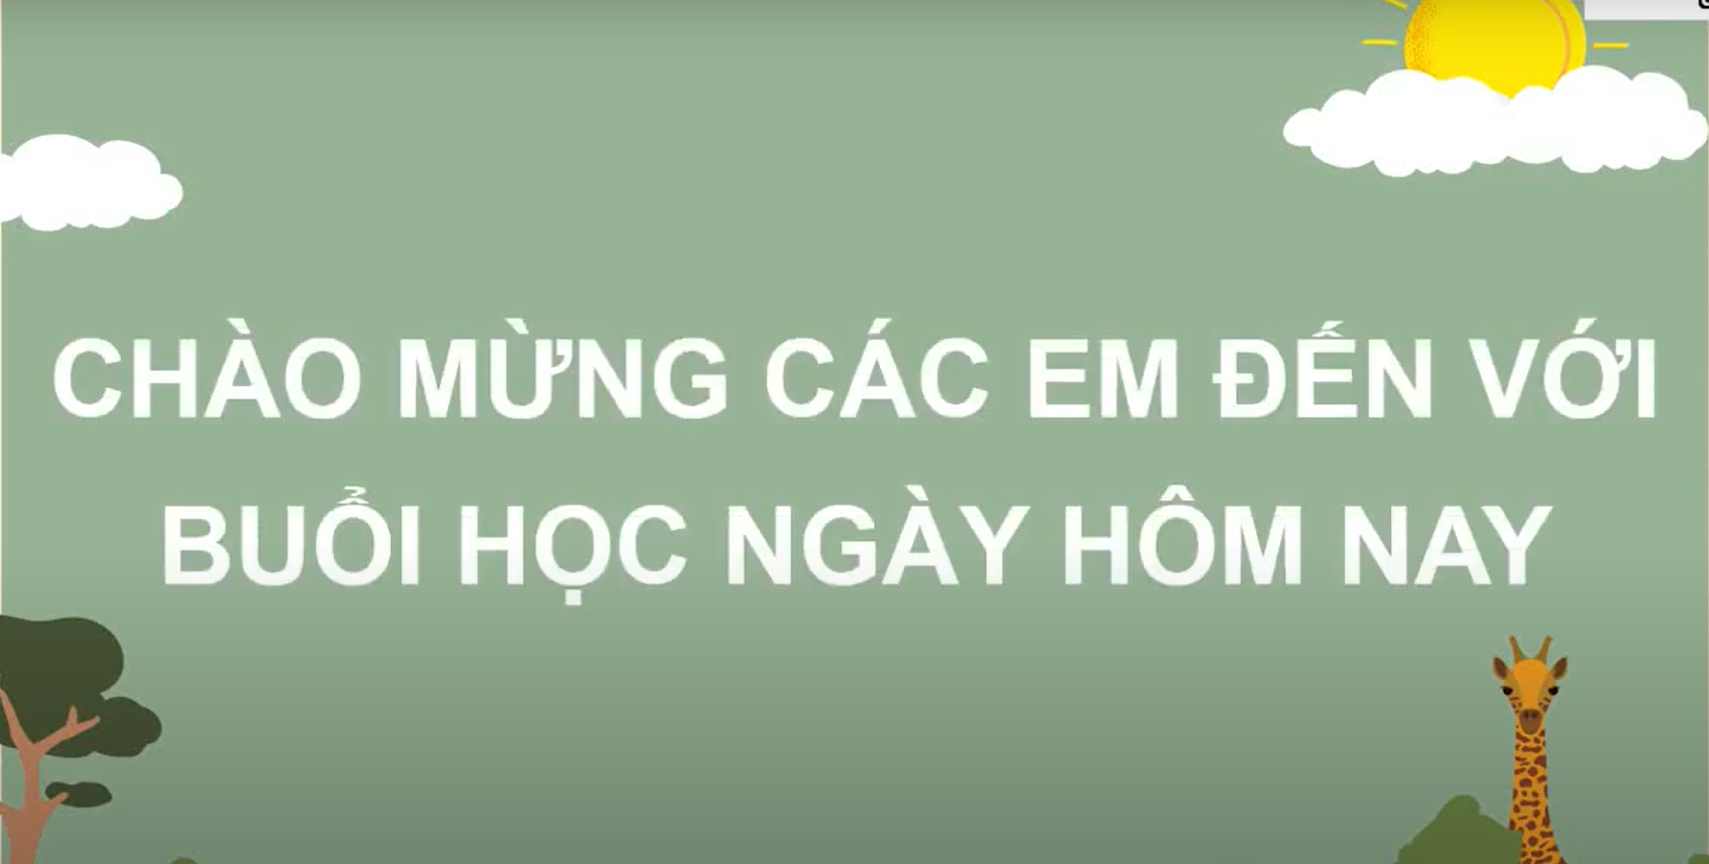 CHÀO MỪNG CÁC EM ĐẾN VỚI
BUỔI HỌC NGÀY HÔM NAY